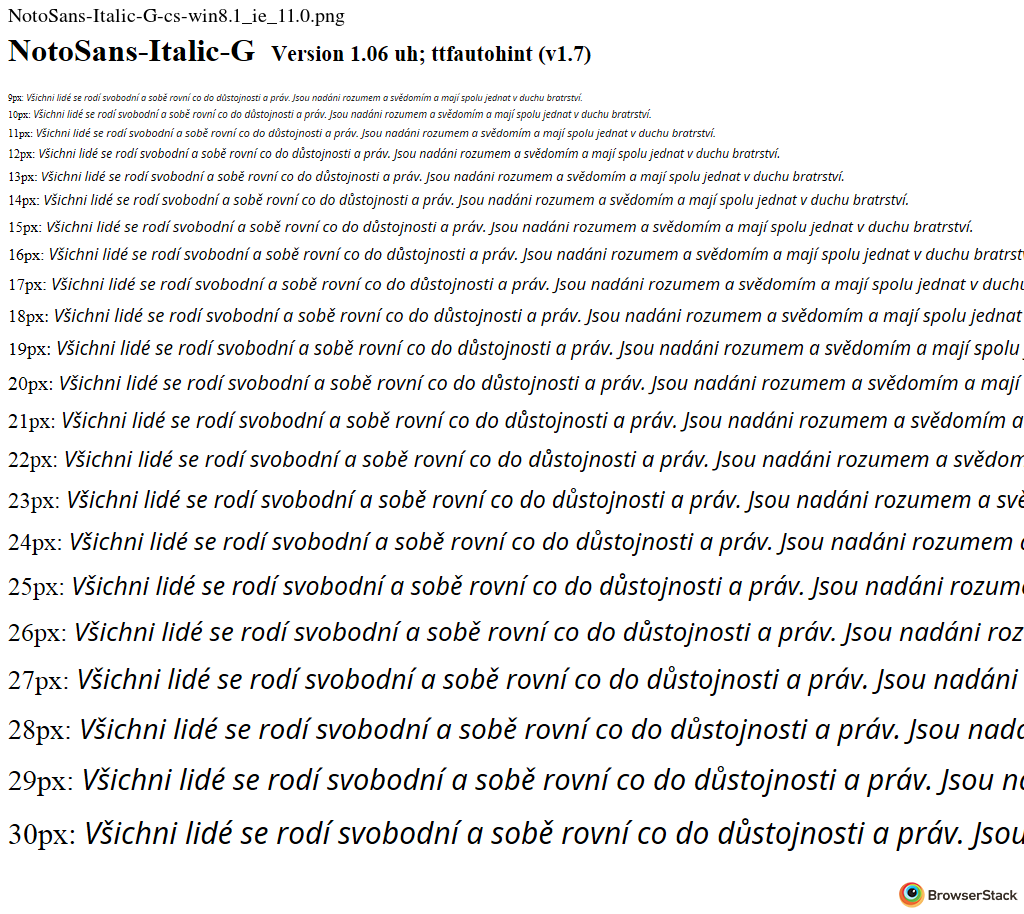 NotoSans-Italic-G-cs-win8.1_ie_11.0.png
NotoSans-Italic-G Version 1.06 uh; ttfautohint (v1.7)
9px: Všichni lidé se rodí svobodní a sobě rovní co do důstojnosti a práv. Jsou nadáni rozumem a svědomím a mají spolu jednat v duchu bratrství.
10px: Všichni lidé se rodí svobodní a sobě rovní co do důstojnosti a práv. Jsou nadáni rozumem a svědomím a mají spolu jednat v duchu bratrství.
11px: Všichni lidé se rodí svobodní a sobě rovní co do důstojnosti a práv. Jsou nadáni rozumem a svědomím a mají spolu jednat v duchu bratrství.
12px: Všichni lidé se rodí svobodní a sobě rovní co do důstojnosti a práv. Jsou nadáni rozumem a svědomím a mají spolu jednat v duchu bratrství.
13px: Všichni lidé se rodí svobodní a sobě rovní co do důstojnosti a práv. Jsou nadáni rozumem a svědomím a mají spolu jednat v duchu bratrství.
14px: Všichni lidé se rodí svobodní a sobě rovní co do důstojnosti a práv. Jsou nadáni rozumem a svědomím a mají spolu jednat v duchu bratrství.
15px: Všichni lidé se rodí svobodní a sobě rovní co do důstojnosti a práv. Jsou nadáni rozumem a svědomím a mají spolu jednat v duchu bratrství.
16px: Všichni lidé se rodí svobodní a sobě rovní co do důstojnosti a práv. Jsou nadáni rozumem a svědomím a mají spolu jednat v duchu bratrst
17px: Všichni lidé se rodí svobodní a sobě rovní co do důstojnosti a práv. Jsou nadáni rozumem a svědomím a mají spolu jednat v duchu
18px: Všichni lidé se rodí svobodní a sobě rovní co do důstojnosti a práv. Jsou nadáni rozumem a svědomím a mají spolu jednat
19px: Všichni lidé se rodí svobodní a sobě rovní co do důstojnosti a práv. Jsou nadáni rozumem a svědomím a mají spolu
20px: Všichni lidé se rodí svobodní a sobě rovní co do důstojnosti a práv. Jsou nadáni rozumem a svědomím a mají
21px: Všichni lidé se rodí svobodní a sobě rovní co do důstojnosti a práv. Jsou nadáni rozumem a svědomím a
22px: Všichni lidé se rodí svobodní a sobě rovní co do důstojnosti a práv. Jsou nadáni rozumem a svědom
23px: Všichni lidé se rodí svobodní a sobě rovní co do důstojnosti a práv. Jsou nadáni rozumem a svě
24px: Všichni lidé se rodí svobodní a sobě rovní co do důstojnosti a práv. Jsou nadáni rozumem a
25px: Všichni lidé se rodí svobodní a sobě rovní co do důstojnosti a práv. Jsou nadáni rozume
26px: Všichni lidé se rodí svobodní a sobě rovní co do důstojnosti a práv. Jsou nadáni roz
27px: Všichni lidé se rodí svobodní a sobě rovní co do důstojnosti a práv. Jsou nadáni
28px: Všichni lidé se rodí svobodní a sobě rovní co do důstojnosti a práv. Jsou nadá
29px: Všichni lidé se rodí svobodní a sobě rovní co do důstojnosti a práv. Jsou na
30px: Všichni lidé se rodí svobodní a sobě rovní co do důstojnosti a práv. Jsou
BrowserStack